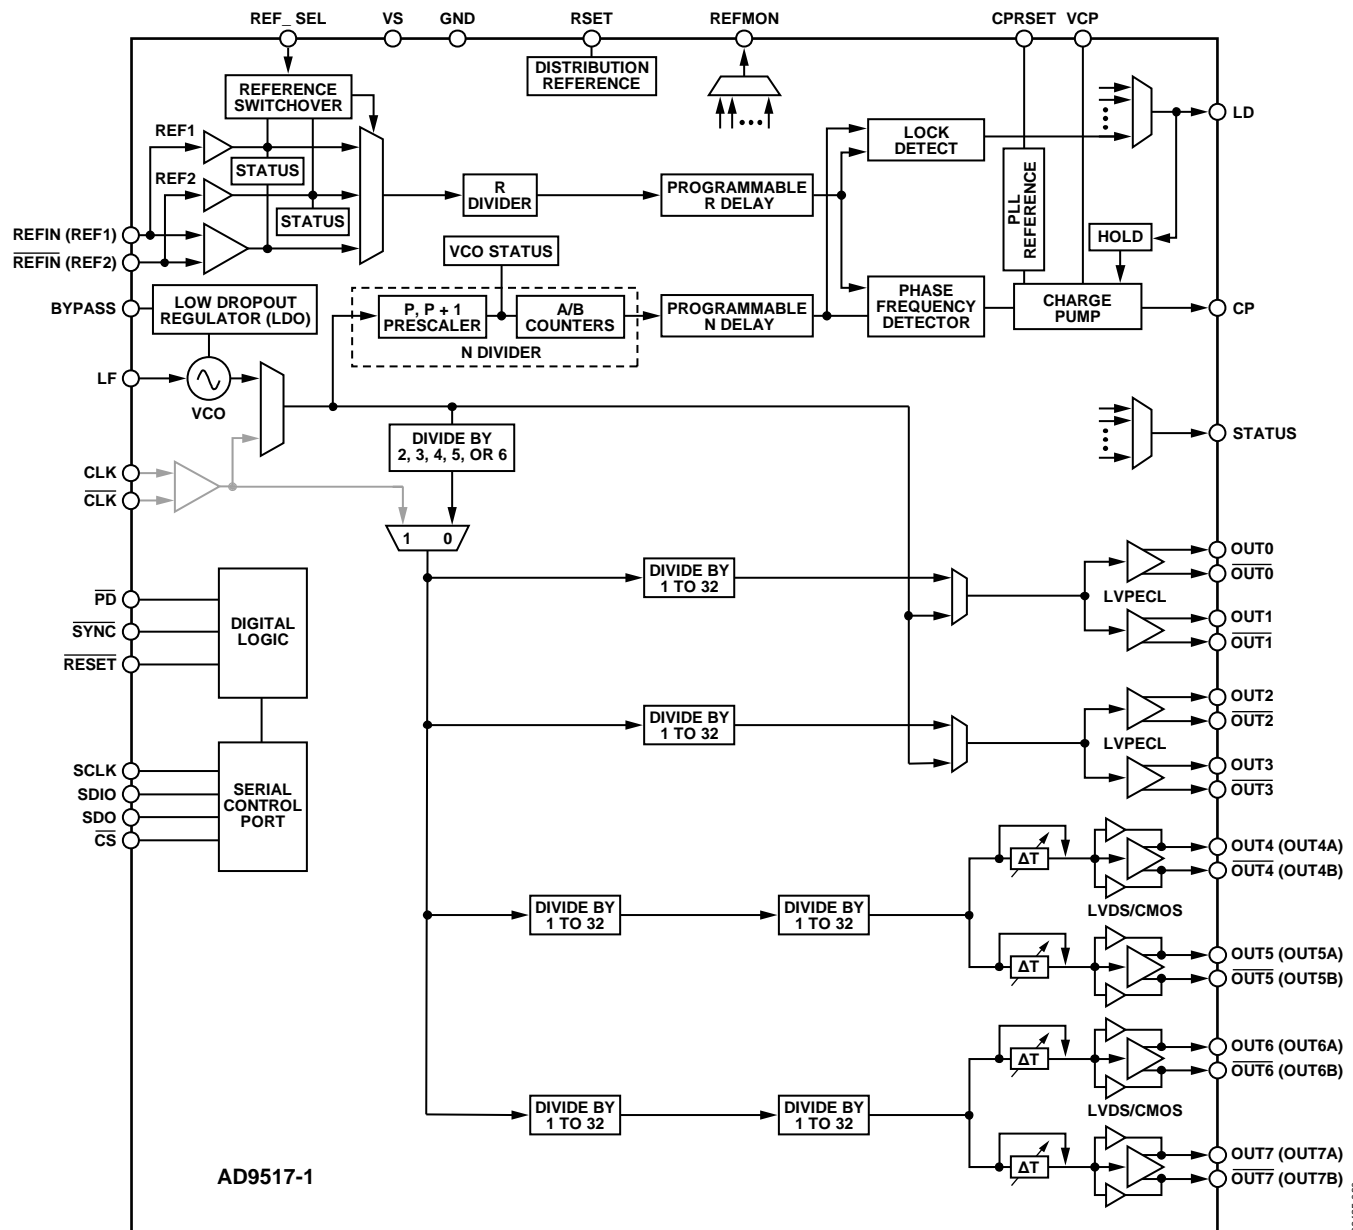 REF_ SEL
VS
GND
RSET
REFMON
CPRSET
VCP
DISTRIBUTION
REFERENCE
REFERENCE
SWITCHOVER
REF1
STATUS
REF2
STATUS
R
DIVIDER
PROGRAMMABLE
R DELAY
LOCK
DETECT
PLL
REFERENCE
LD
HOLD
REFIN (REF1)
REFIN (REF2)
VCO STATUS
BYPASS
LOW DROPOUT
REGULATOR (LDO)
P, P + 1
PRESCALER
A/B
COUNTERS
N DIVIDER
PROGRAMMABLE
N DELAY
PHASE
FREQUENCY
DETECTOR
CHARGE
PUMP
CP
LF
VCO
STATUS
DIVIDE BY
2, 3, 4, 5, OR 6
CLK
CLK
1 0
DIVIDE BY
1 TO 32
OUT0
OUT0
LVPECL
OUT1
OUT1
PD
SYNC
RESET
DIGITAL
LOGIC
DIVIDE BY
1 TO 32
OUT2
OUT2
LVPECL
OUT3
OUT3
SCLK
SDIO
SDO
CS
SERIAL
CONTROL
PORT
ΔT
OUT4 (OUT4A)
OUT4 (OUT4B)
DIVIDE BY
1 TO 32
DIVIDE BY
1 TO 32
LVDS/CMOS
ΔT
OUT5 (OUT5A)
OUT5 (OUT5B)
ΔT
OUT6 (OUT6A)
OUT6 (OUT6B)
DIVIDE BY
1 TO 32
DIVIDE BY
1 TO 32
LVDS/CMOS
ΔT
OUT7 (OUT7A)
OUT7 (OUT7B)
AD9517-1